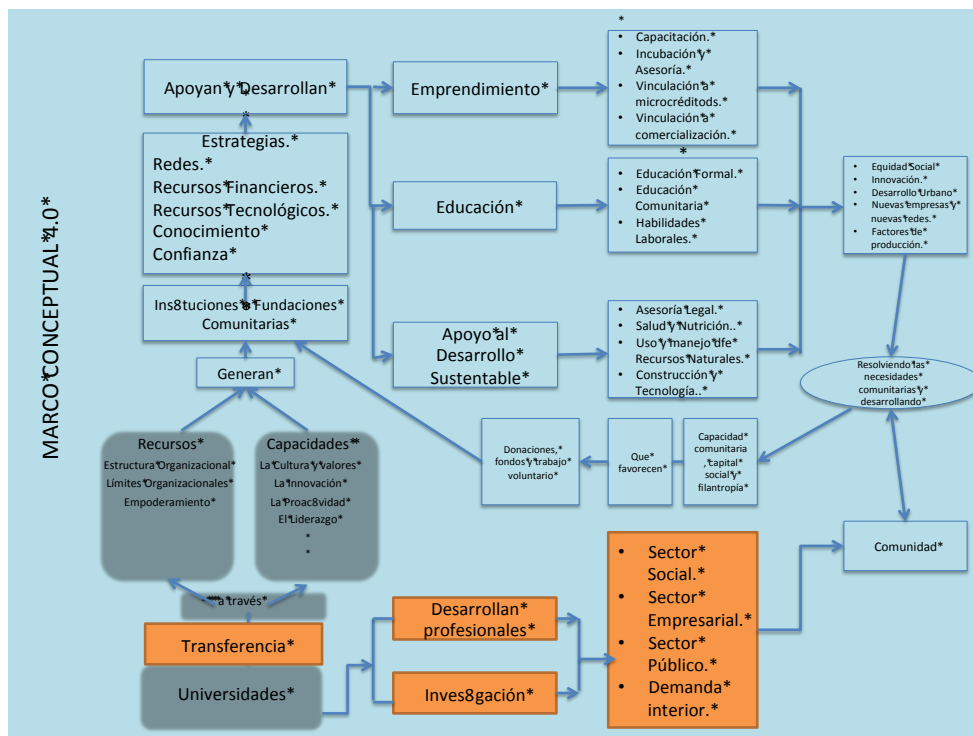 MARCO*CONCEPTUAL*4.0*
Apoyan*y*Desarrollan*
*
*
Estrategias.*
Redes.*
Recursos*Financieros.*
Recursos*Tecnológicos.*
Conocimiento*
Confianza*
*
Ins8tuciones*o*Fundaciones*
Comunitarias*
Generan*
Recursos*
Estructura*Organizacional*
Límites*Organizacionales*
Empoderamiento*
Capacidades**
La*Cultura*y*valores*
La*Innovación*
La*Proac8vidad*
El*Liderazgo*
*
*
****a*través*
Transferencia*
Universidades*
Emprendimiento*
Educación*
Apoyo*al*
Desarrollo*
Sustentable*
*
• Capacitación.*
• Incubación*y*
Asesoría.*
• Vinculación*a*
microcréditods.*
• Vinculación*a*
comercialización.*
*
• Educación*Formal.*
• Educación*
Comunitaria*
• Habilidades*
Laborales.*
• Asesoría*Legal.*
• Salud*y*Nutrición..*
• Uso*y*manejo*dfe*
Recursos*Naturales.*
• Construcción*y*
Tecnología..*
• Equidad*Social*
• Innovación.*
• Desarrollo*Urbano*
• Nuevas*empresas*y*
nuevas*redes.*
• Factores*de*
producción.*
Resolviendo*las*
necesidades*
comunitarias*y*
desarrollando*
Donaciones,*
fondos*y*trabajo*
voluntario*
Que*
favorecen*
Capacidad*
comunitaria
,*capital*
social*y*
filantropía*
Comunidad*
Desarrollan*
profesionales*
Inves8gación*
• Sector*
Social.*
• Sector*
Empresarial.*
• Sector*
Público.*
• Demanda*
interior.*